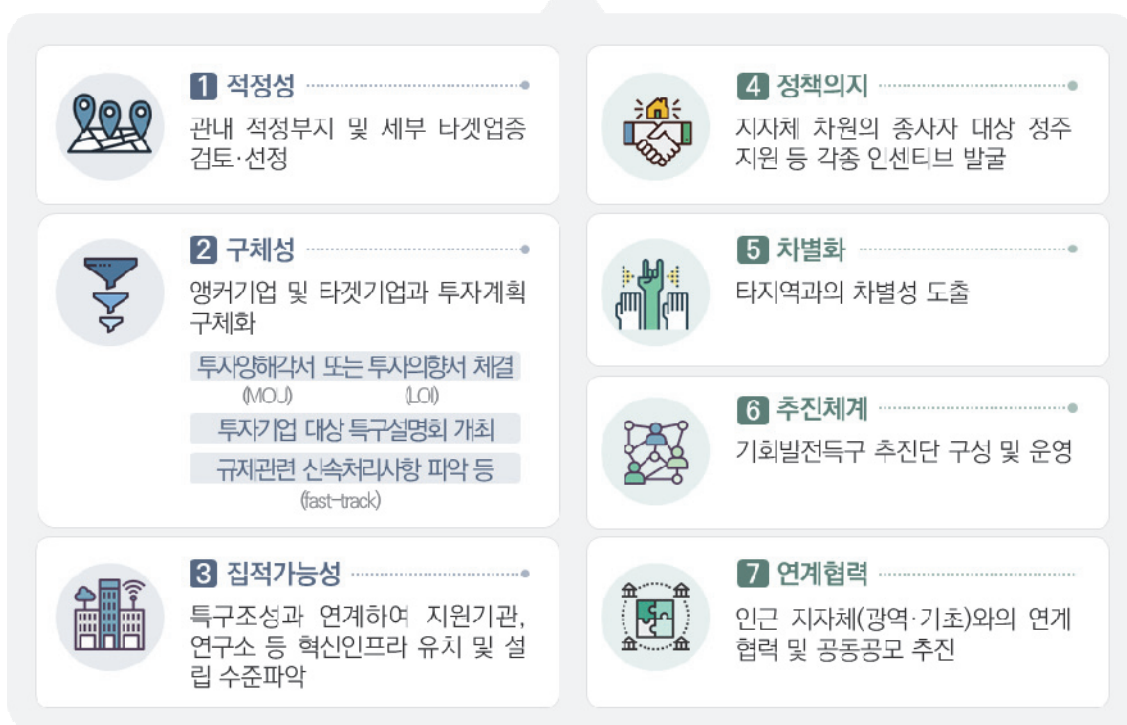 1 적정성
관내 적정부지 및 세부 타겟업종
검토·선정
2 구체성
앵커기업 및 타겟기업과 투자계획
구체화
투자양해각서 또는 투자의향서 체결
(MOU) (LOI)
투자기업 대상 특구설명회 개최
규제관련 신속처리사항 파악 등
(fast-track)
3 집적가능성
특구조성과 연계하여 지원기관,
연구소 등 혁신인프라 유치 및 설
립 수준파악
4 정책의지
지자체 차원의 종사자 대상 정주
지원 등 각종 인센티브 발굴
5 차별화
타지역과의 차별성 도출
6 추진체계
기회발전특구 추진단 구성 및 운영
7 연계협력
인근 지자체(광역·기초)와의 연계
협력 및 공동공모 추진